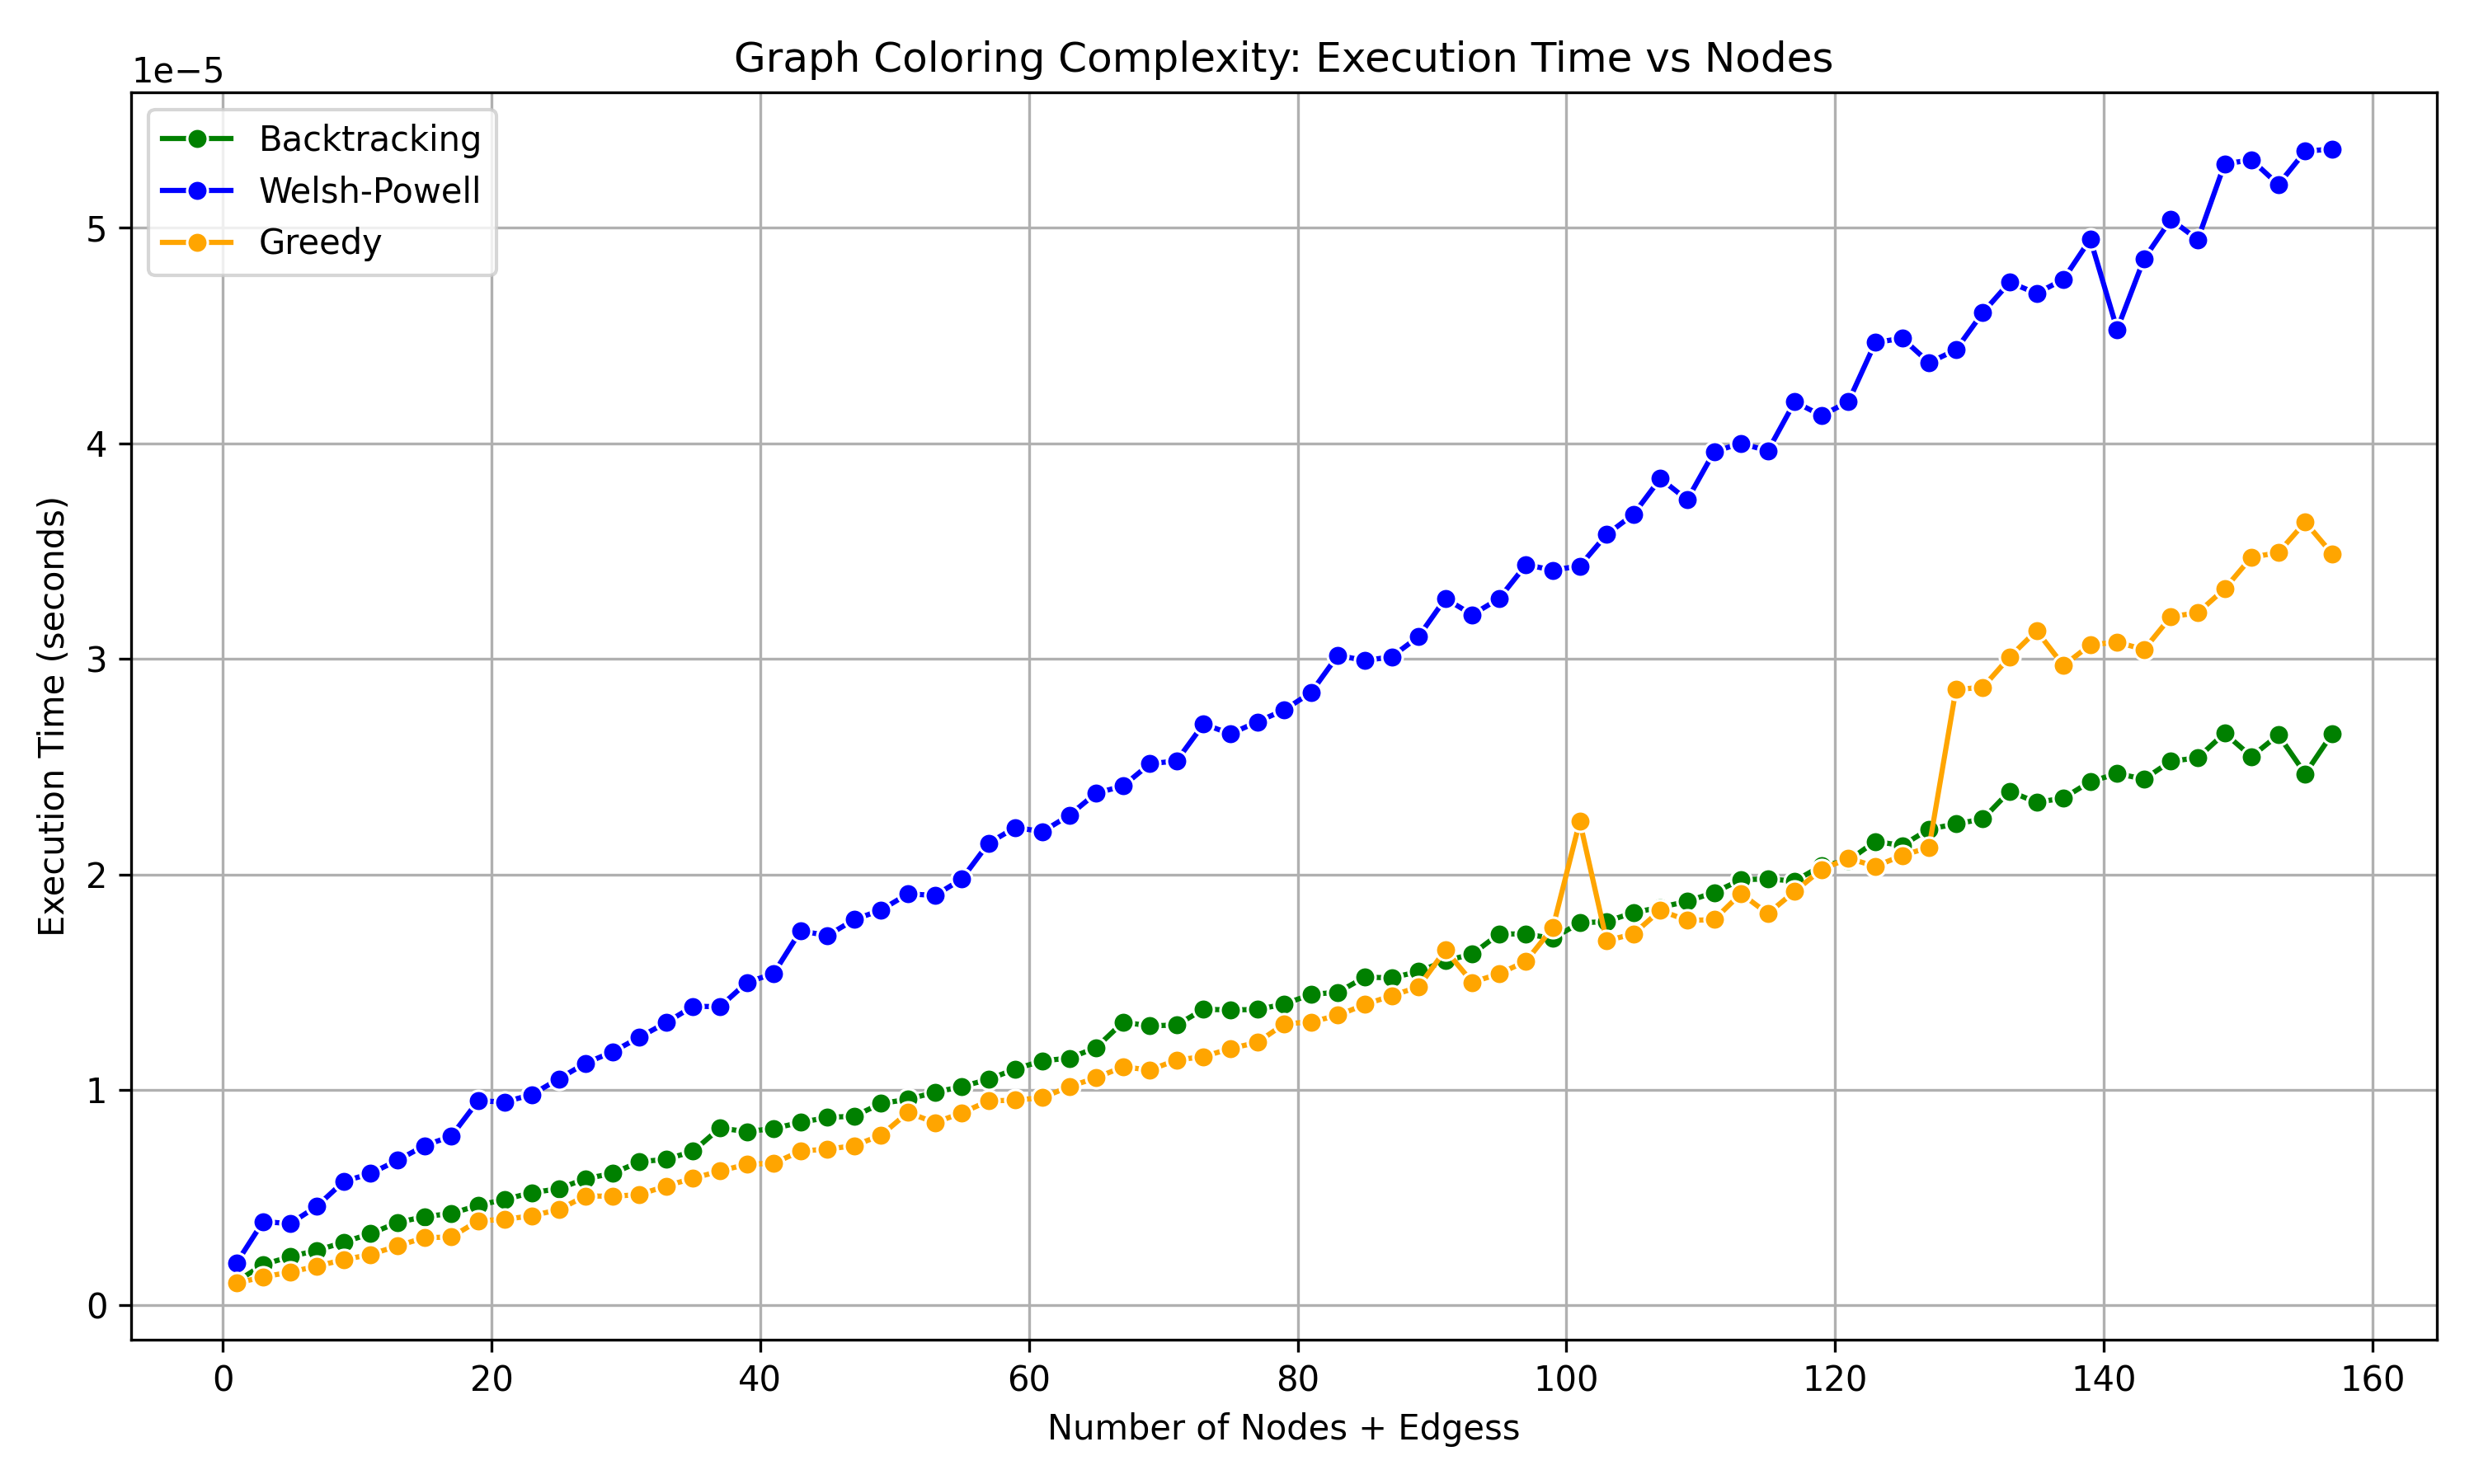 Graph Coloring Complexity: Execution Time vs Nodes
1e−5
Backtracking
Welsh-Powell
Greedy
Execution Time (seconds)
5
4
3
2
1
0
0 20 40 60 80 100 120 140 160
Number of Nodes + Edgess